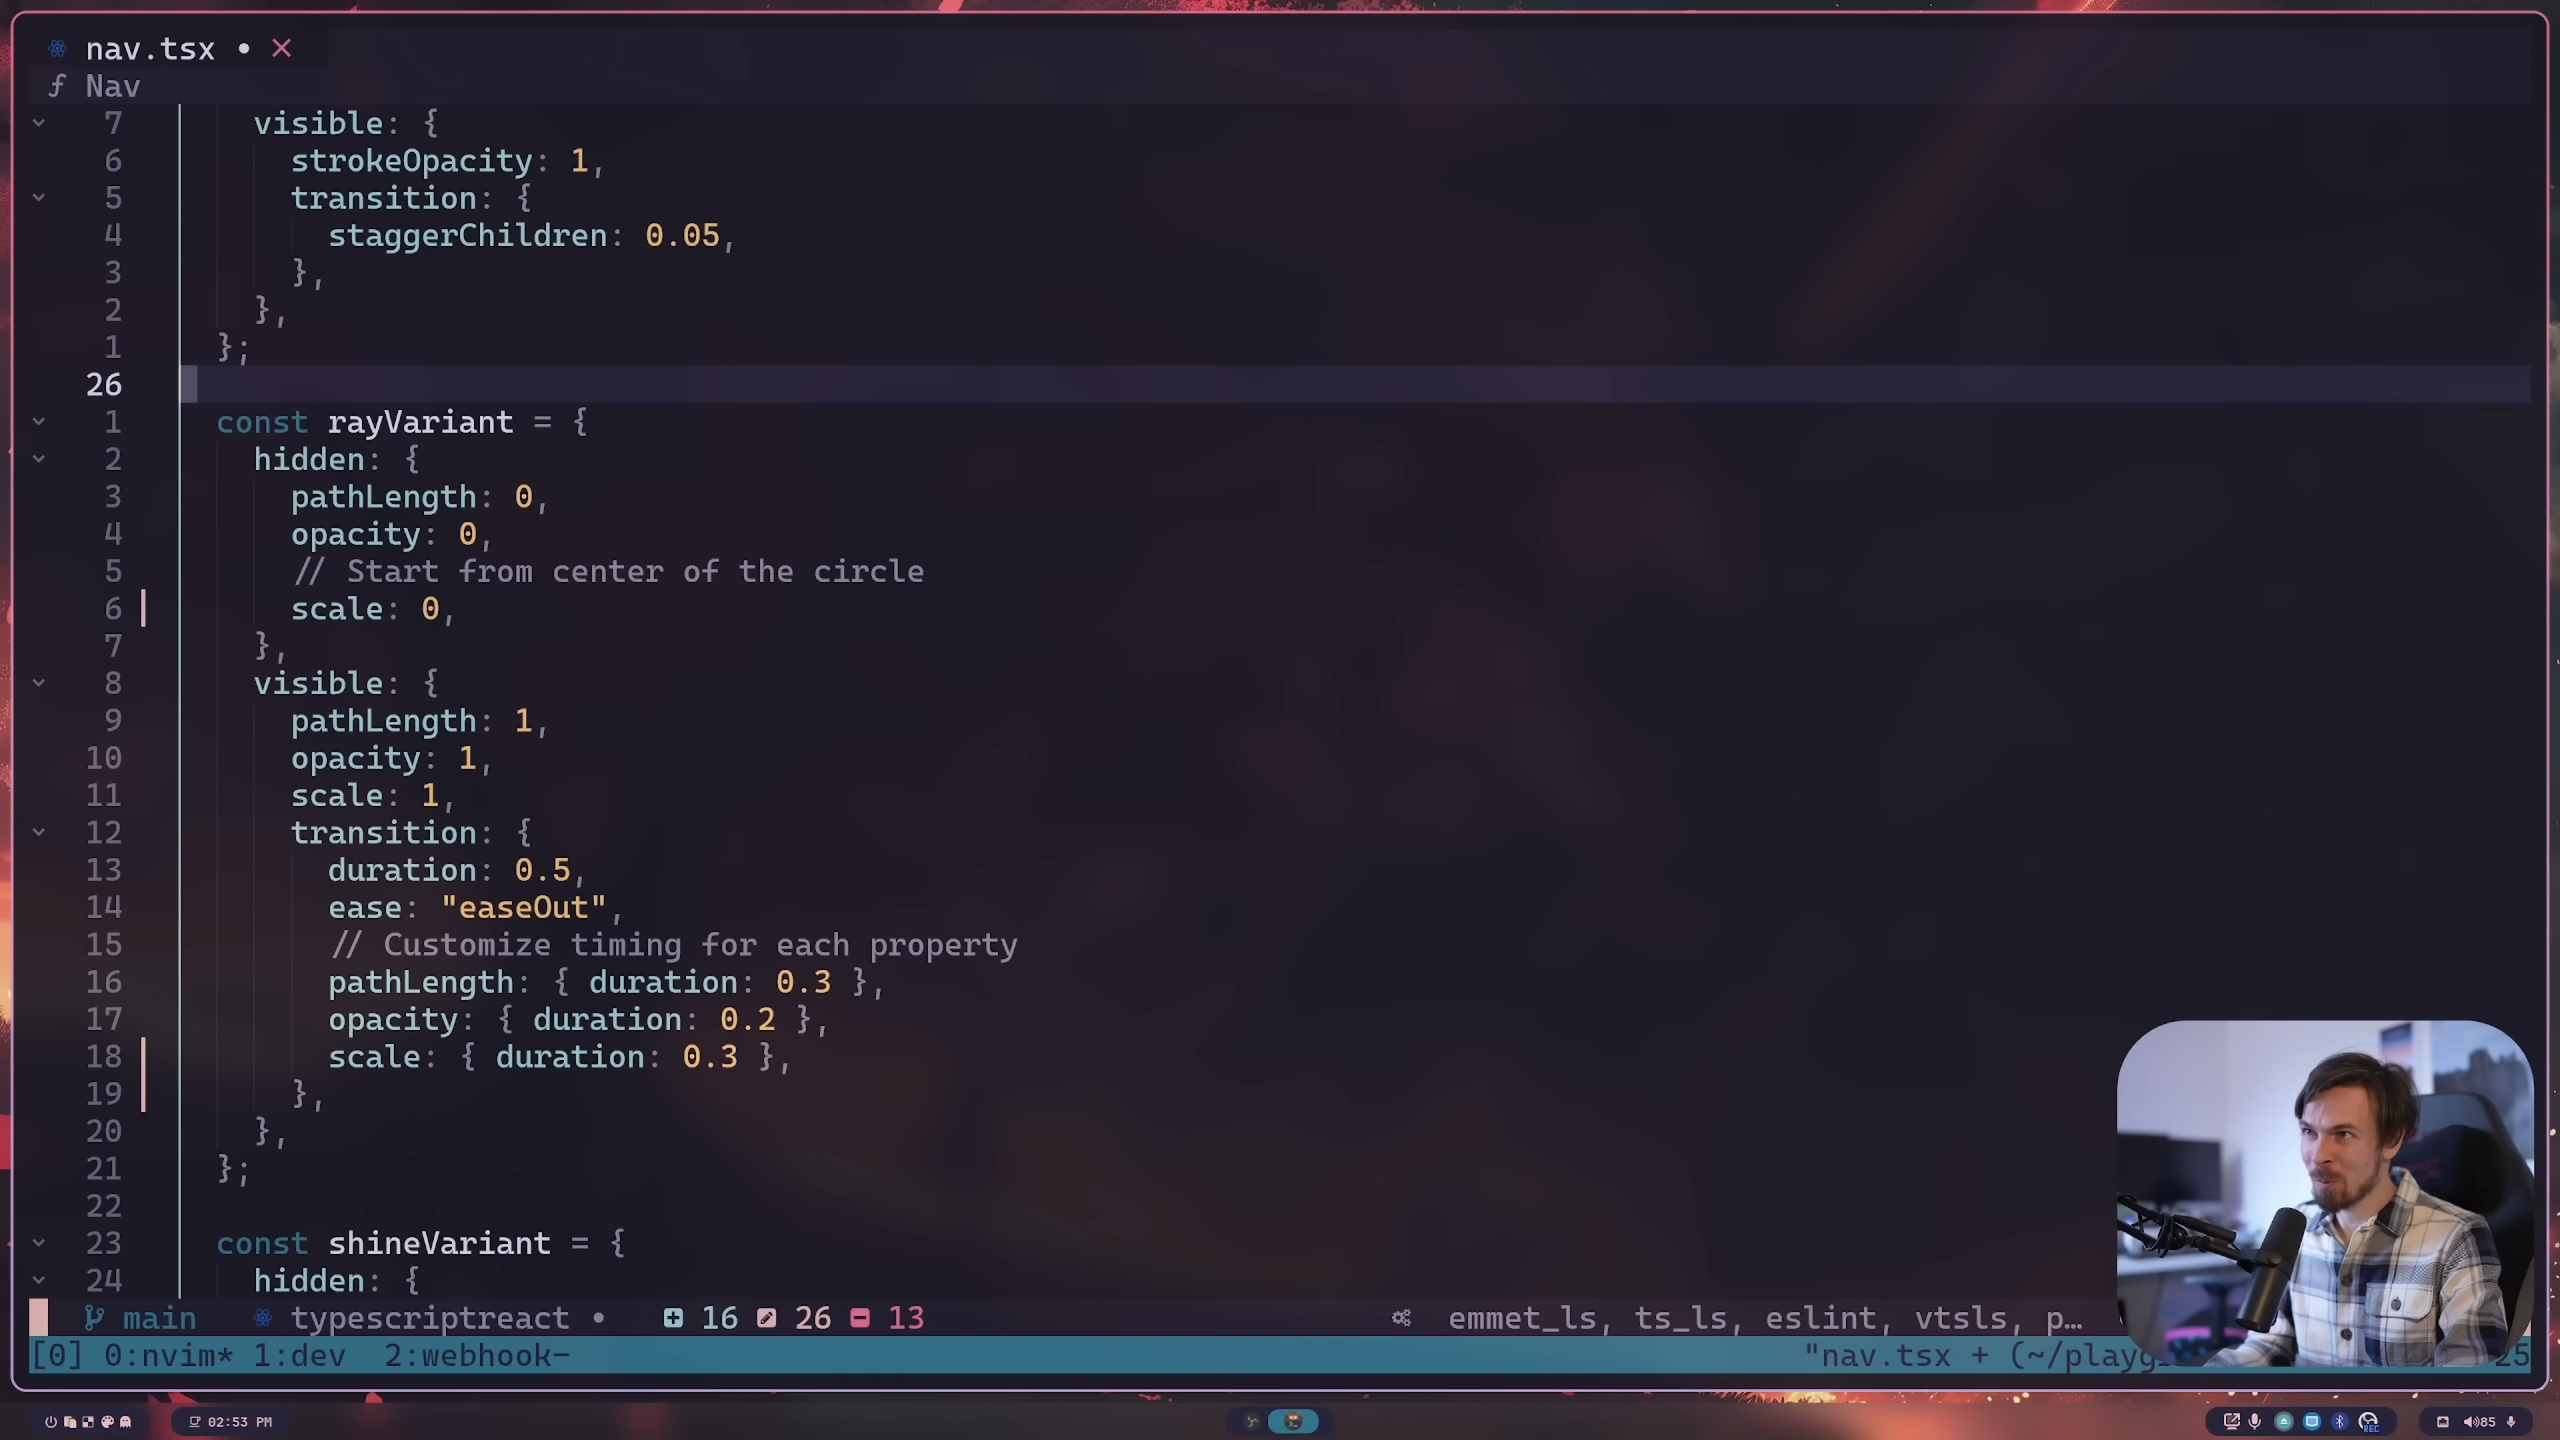 nav.tsx • ✕
ƒ Nav
7 visible: {
6 strokeOpacity: 1,
5 transition: {
4 staggerChildren: 0.05,
3 },
2 },
1 };
26
1 const rayVariant = {
2 hidden: {
3 pathLength: 0,
4 opacity: 0,
5 // Start from center of the circle
6 scale: 0,
7 },
8 visible: {
9 pathLength: 1,
10 opacity: 1,
11 scale: 1,
12 transition: {
13 duration: 0.5,
14 ease: "easeOut",
15 // Customize timing for each property
16 pathLength: { duration: 0.3 },
17 opacity: { duration: 0.2 },
18 scale: { duration: 0.3 },
19 },
20 },
21 };
22
23 const shineVariant = {
24 hidden: {
main typescriptreact • 16 26 13 emmet_ls, ts_ls, eslint, vtsls, p…
[0] 0:nvim* 1:dev 2:webhook- "nav.tsx + (~/playg 25
02:53 PM REC 85